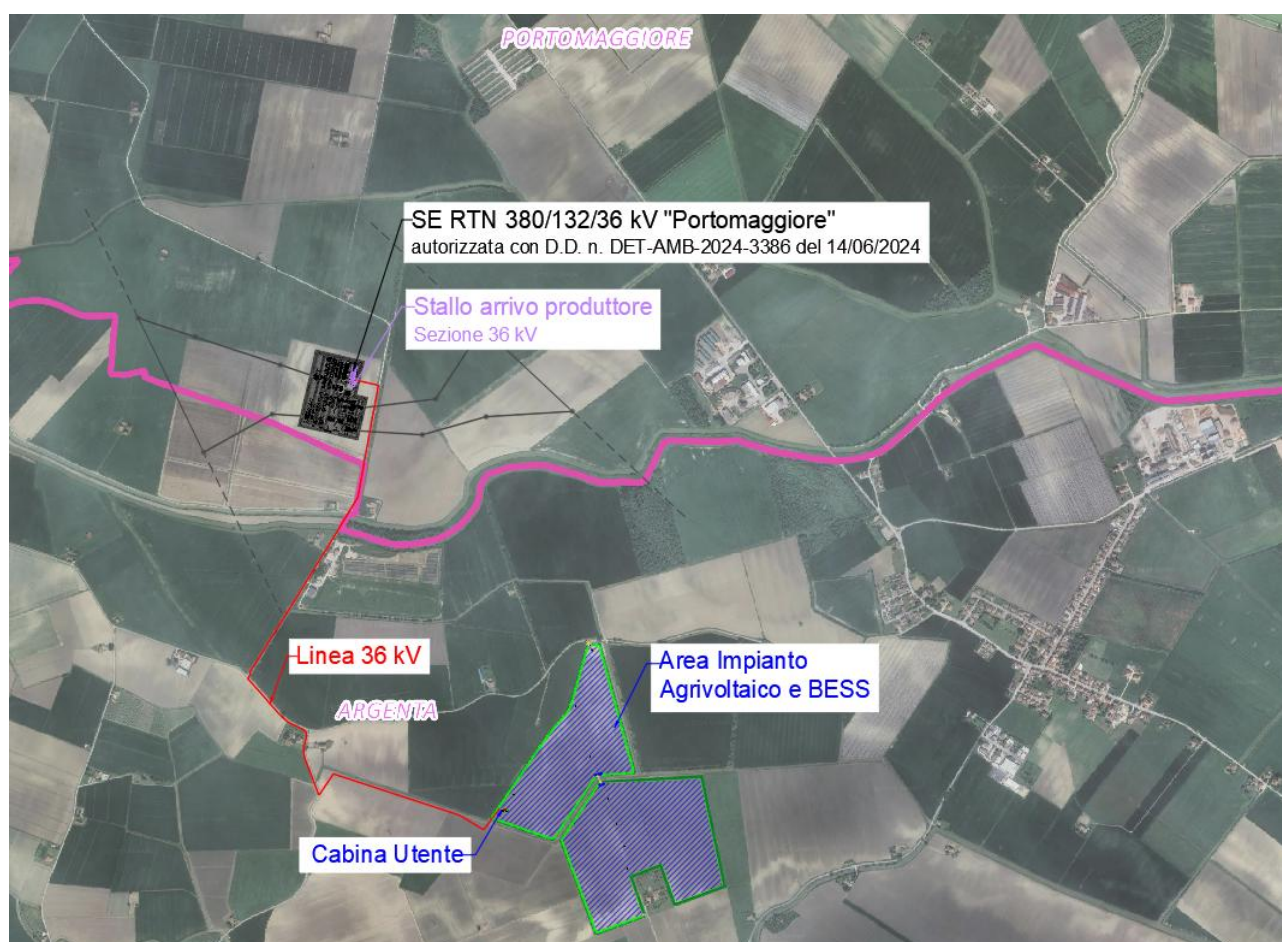 PORTOMAGGIORE
SE RTN 380/132/36 kV "Portomaggiore"
autorizzata con D.D. n. DET-AMB-2024-3386 del 14/06/2024
Stallo arrivo produttore
Sezione 36 kV
Linea 36 kV
Area Impianto
Agrivoltaico e BESS
ARGENTA
Cabina Utente